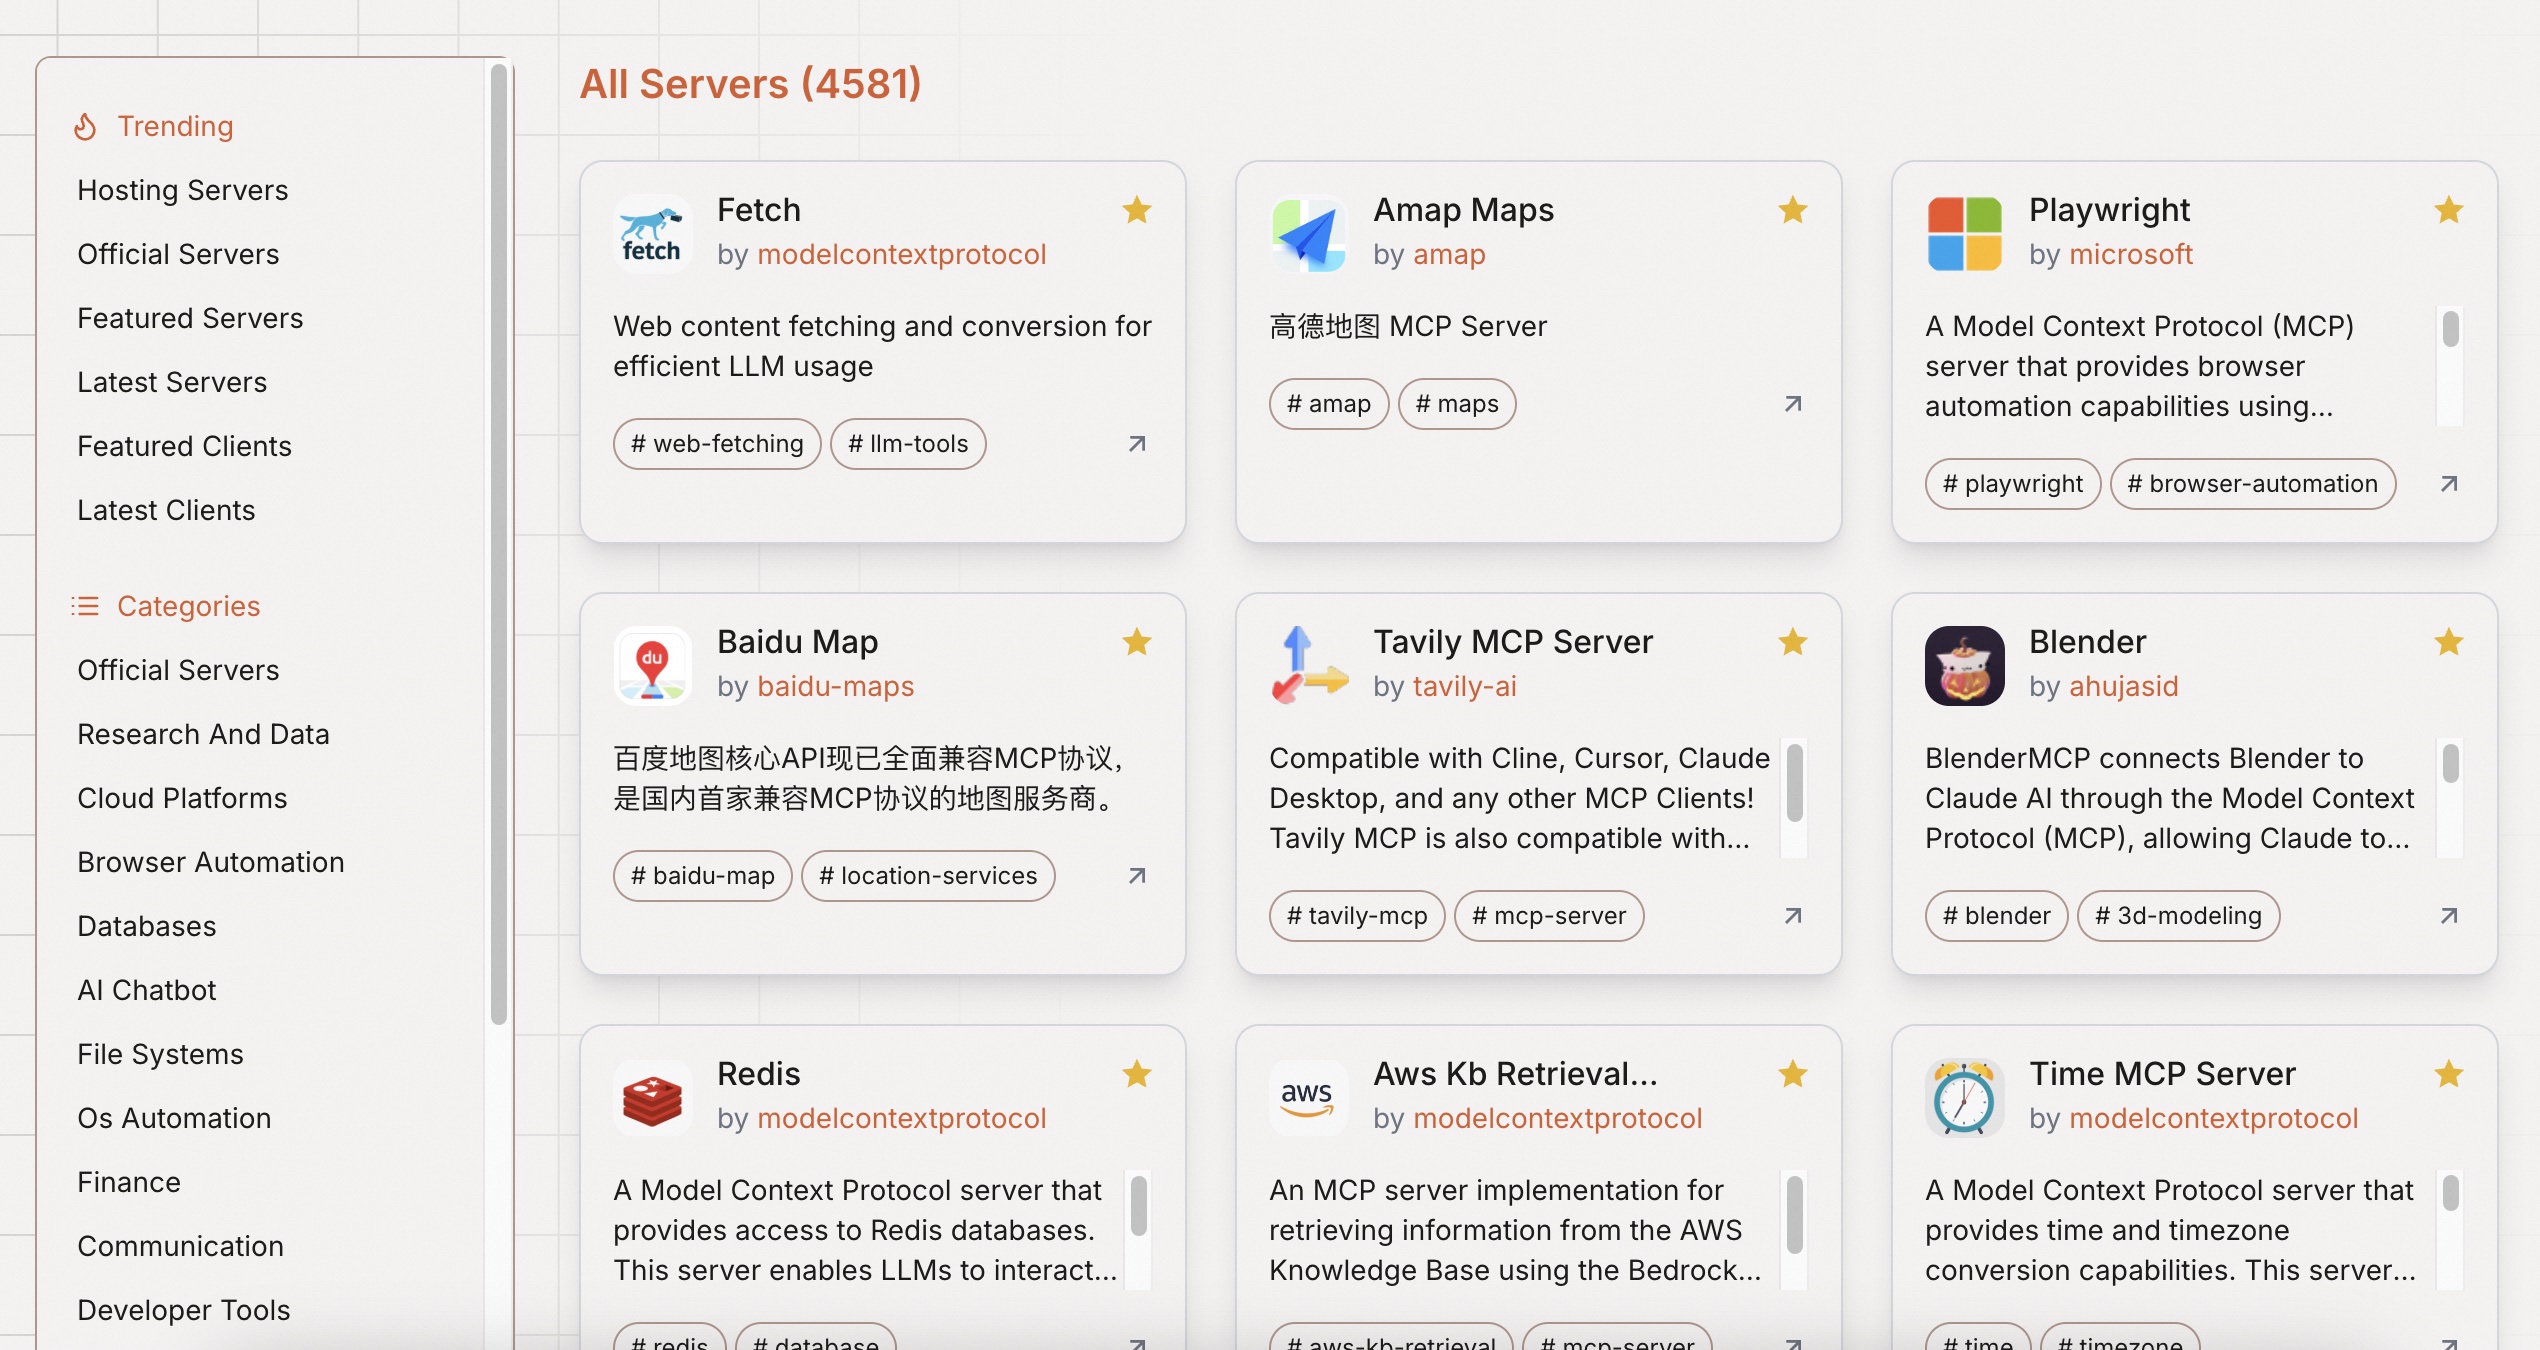 Trending
Hosting Servers
Official Servers
Featured Servers
Latest Servers
Featured Clients
Latest Clients
Categories
Official Servers
Research And Data
Cloud Platforms
Browser Automation
Databases
AI Chatbot
File Systems
Os Automation
Finance
Communication
Developer Tools
All Servers (4581)
fetch
Fetch
by modelcontextprotocol
Web content fetching and conversion for
efficient LLM usage
# web-fetching # llm-tools
Amap Maps
by amap
高德地图 MCP Server
# amap # maps
Playwright
by microsoft
A Model Context Protocol (MCP)
server that provides browser
automation capabilities using...
# playwright # browser-automation
du
Baidu Map
by baidu-maps
百度地图核心API现已全面兼容MCP协议，
是国内首家兼容MCP协议的地图服务商。
# baidu-map # location-services
Tavily MCP Server
by tavily-ai
Compatible with Cline, Cursor, Claude
Desktop, and any other MCP Clients!
Tavily MCP is also compatible with...
# tavily-mcp # mcp-server
Blender
by ahujasid
BlenderMCP connects Blender to
Claude AI through the Model Context
Protocol (MCP), allowing Claude to...
# blender # 3d-modeling
Redis
by modelcontextprotocol
A Model Context Protocol server that
provides access to Redis databases.
This server enables LLMs to interact...
# redis # database
aws
Aws Kb Retrieval...
by modelcontextprotocol
An MCP server implementation for
retrieving information from the AWS
Knowledge Base using the Bedrock...
# aws-kb-retrieval # mcp-server
Time MCP Server
by modelcontextprotocol
A Model Context Protocol server that
provides time and timezone
conversion capabilities. This server...
# time # timezone